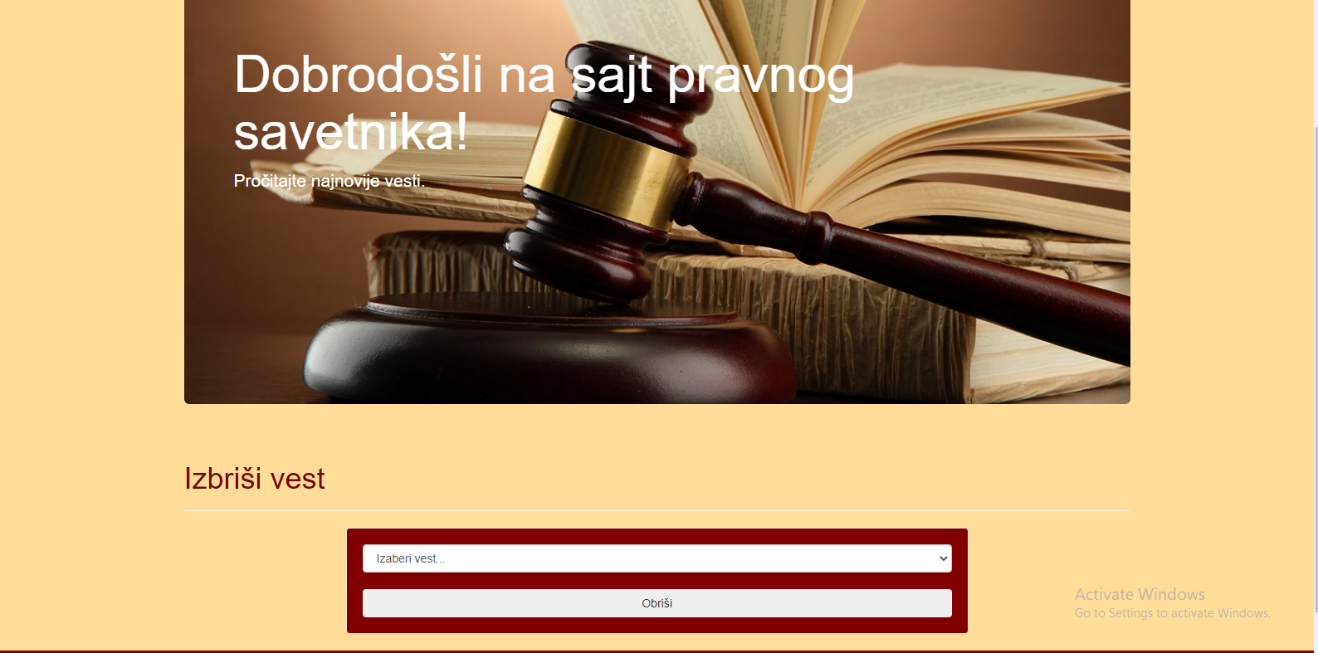 Dobrodošli na sajt pravnog
savetnika!
Pročitajte najnovije vesti.
Izbriši vest
Izaberi vest...
Obriši
Activate Windows
Go to Settings to activate Windows.